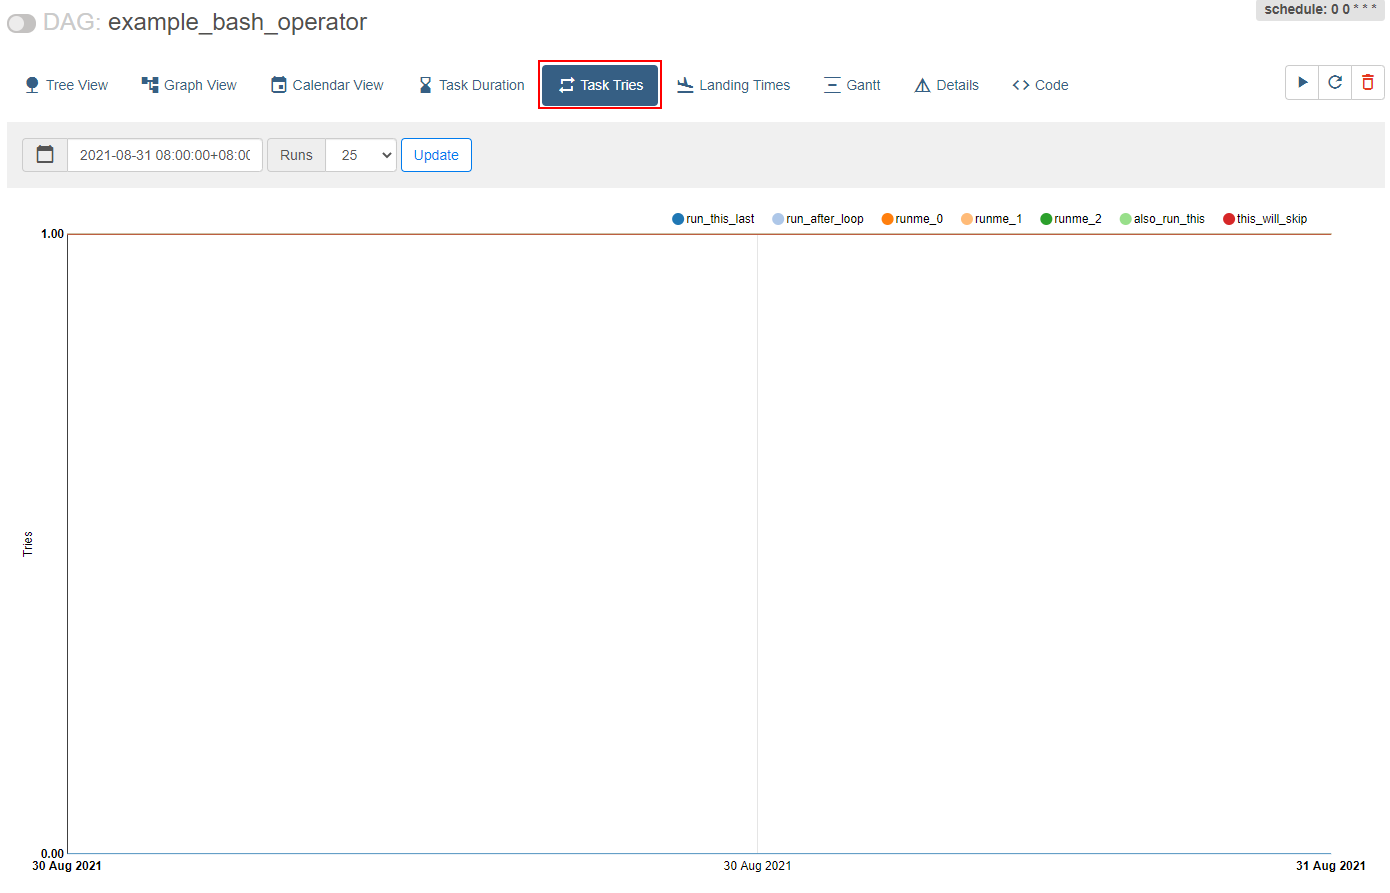 schedule: 0 0 * * *
DAG: example_bash_operator
Tree View Graph View Calendar View Task Duration Task Tries Landing Times Gantt Details Code
2021-08-31 08:00:00+08:00 Runs 25 Update
run_this_last run_after_loop runme_0 runme_1 runme_2 also_run_this this_will_skip
1.00
Tries
0.00
30 Aug 2021 30 Aug 2021 31 Aug 2021